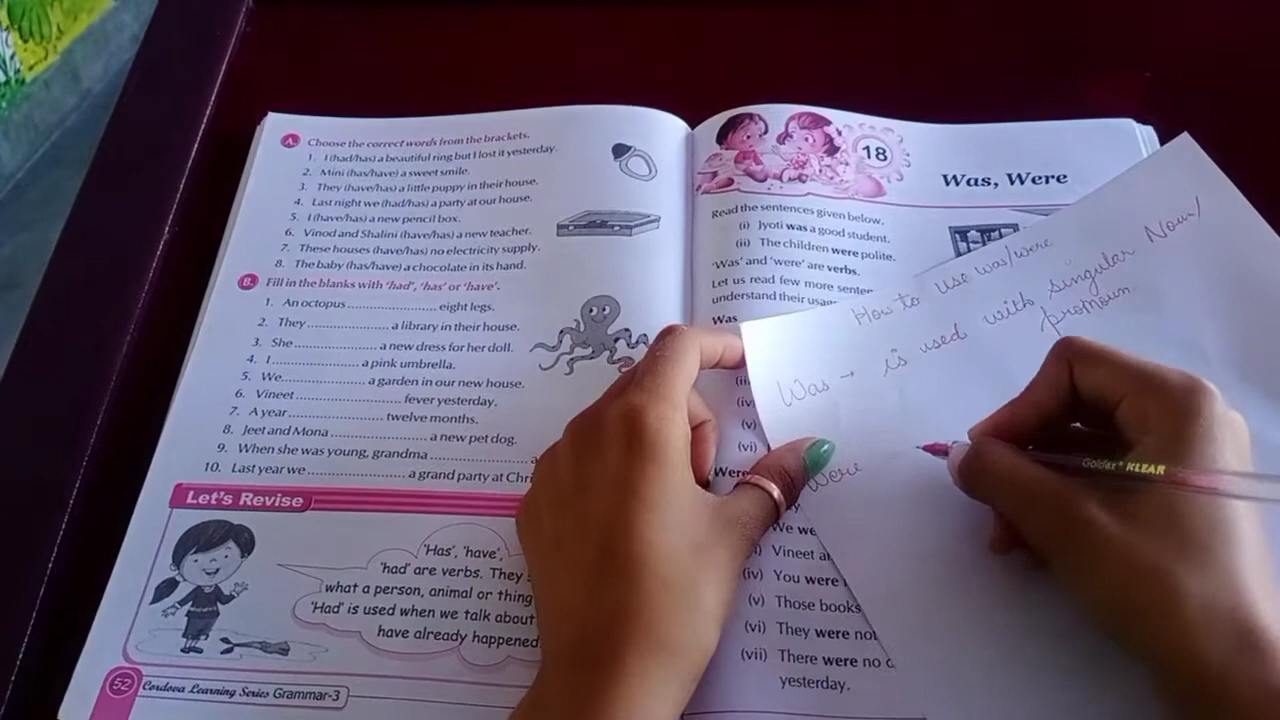 A. Choose the correct words from the brackets.
1. I (had/has) a beautiful ring but I lost it yesterday.
2. Mini (has/have) a sweet smile.
3. They (have/has) a little puppy in their house.
4. Last night we (had/has) a party at our house.
5. I (have/has) a new pencil box.
6. Vinod and Shalini (have/has) a new teacher.
7. These houses (have/has) no electricity supply.
8. The baby (has/have) a chocolate in its hand.
B. Fill in the blanks with 'had', 'has' or 'have'.
1. An octopus ........................ eight legs.
2. They ...................... a library in their house.
3. She ...................... a new dress for her doll.
4. I ...................... a pink umbrella.
5. We ...................... a garden in our new house.
6. Vineet ........................... fever yesterday.
7. A year ........................ twelve months.
8. Jeet and Mona ........................ a new pet dog.
9. When she was young, grandma ........................ a
10. Last year we ........................ a grand party at Chri
Let's Revise
'Has', 'have',
'had' are verbs. They
what a person, animal or thing
'Had' is used when we talk about
have already happened
52 Cordova Learning Series Grammar-3
18
Was, Were
Read the sentences given below.
(i) Jyoti was a good student.
(ii) The children were polite.
'Was' and 'were' are verbs.
Let us read few more
understand their
Was
(iv)
(v)
(vi)
Were
We we
Vineet
(iv) You were
(v) Those books
(vi) They were not
(vii) There were no
yesterday.
How to use was/were
Was → is used with singular Noun/
pronoun
Were
Goldex KLEAR